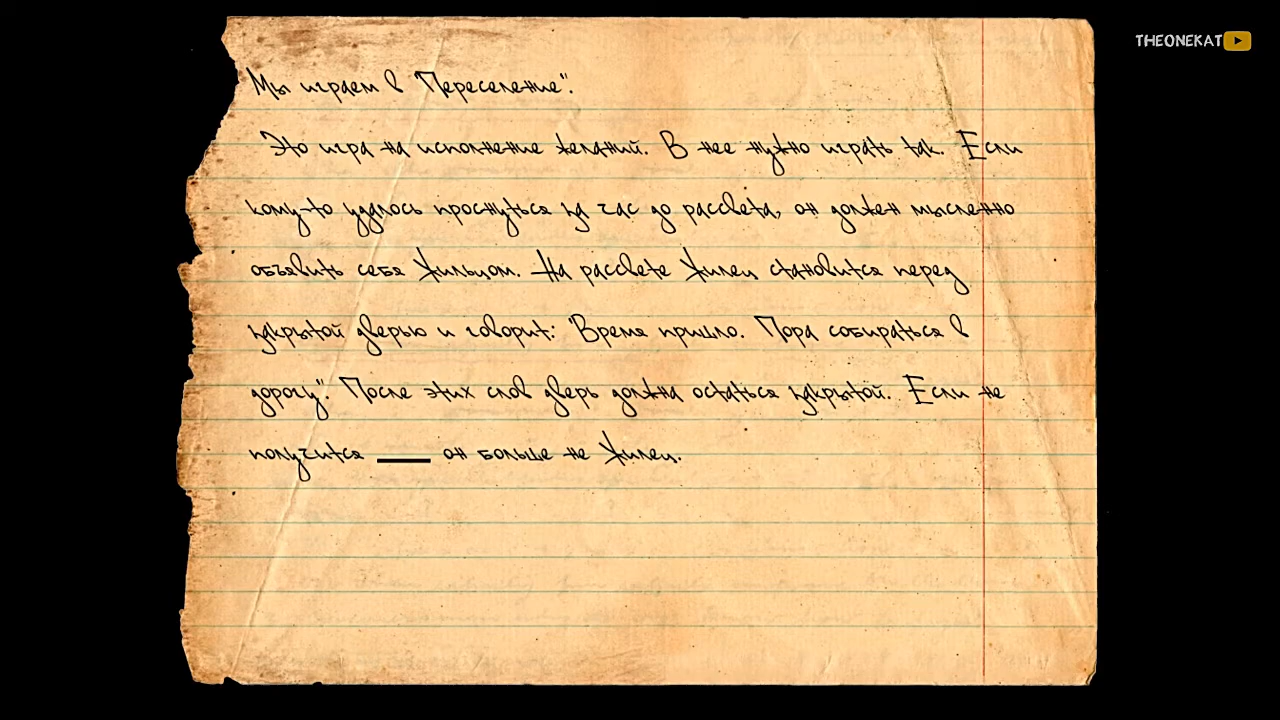 THEONEKAT
Мы играем в "Переселение".
Это игра на исполнение желаний. В нее нужно играть так. Если
кому-то удалось проснуться за час до рассвета, он должен мысленно
объявить себя Жильцом. На рассвете Жилец становится перед
закрытой дверью и говорит: "Время пришло. Пора собираться в
дорогу". После этих слов дверь должна остаться закрытой. Если не
получится — он больше не Жилец.